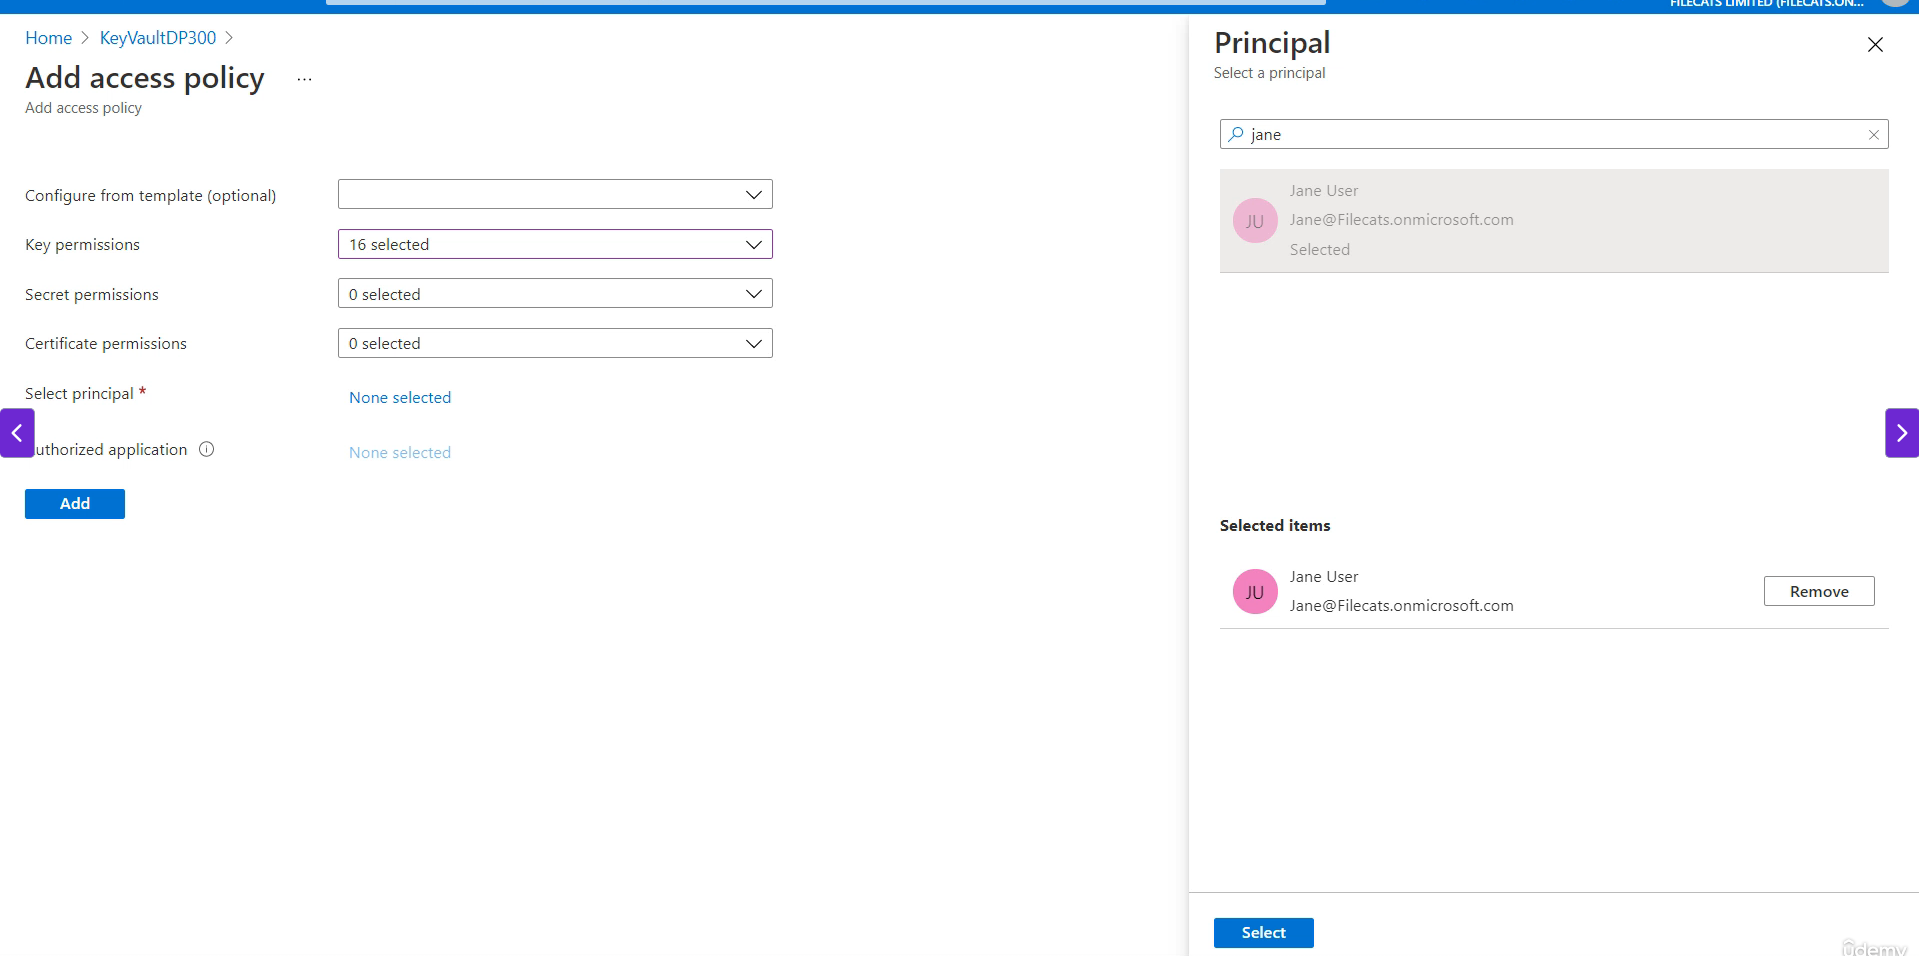 FILECATS LIMITED (FILECATS.ON...
Home > KeyVaultDP300 >
Add access policy ...
Add access policy
Configure from template (optional)
Key permissions
16 selected
Secret permissions
0 selected
Certificate permissions
0 selected
Select principal *
None selected
uthorized application
None selected
Add
Principal
Select a principal
jane
JU
Jane User
Jane@Filecats.onmicrosoft.com
Selected
Selected items
JU
Jane User
Jane@Filecats.onmicrosoft.com
Remove
Select
ûdemy